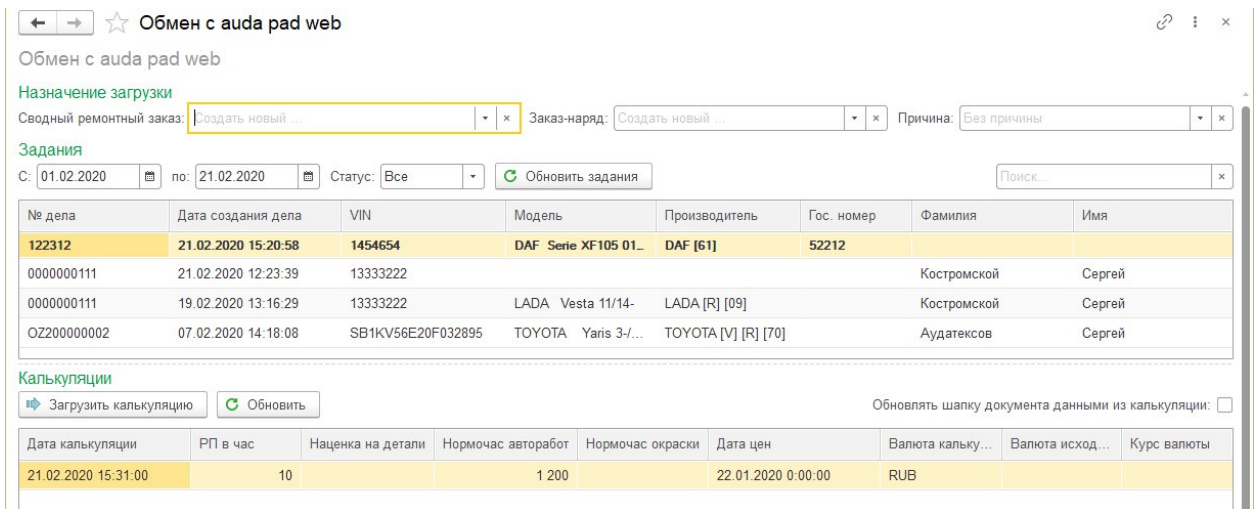 Обмен с auda pad web
Обмен с auda pad web
Назначение загрузки
Сводный ремонтный заказ: Создать новый ... Заказ-наряд: Создать новый ... Причина: Без причины
Задания
С: 01.02.2020 по: 21.02.2020 Статус: Все Обновить задания Поиск...
№ дела Дата создания дела VIN Модель Производитель Гос. номер Фамилия Имя
122312 21.02.2020 15:20:58 1454654 DAF Serie XF105 01... DAF [61] 52212
0000000111 21.02.2020 12:23:39 13333222 Костромской Сергей
0000000111 19.02.2020 13:16:29 13333222 LADA Vesta 11/14- LADA [R] [09] Костромской Сергей
OZ200000002 07.02.2020 14:18:08 SB1KV56E20F032895 TOYOTA Yaris 3-/... TOYOTA [V] [R] [70] Аудатексов Сергей
Калькуляции
Загрузить калькуляцию Обновить Обновлять шапку документа данными из калькуляции:
Дата калькуляции РП в час Наценка на детали Нормочас авторабот Нормочас окраски Дата цен Валюта кальку... Валюта исход... Курс валюты
21.02.2020 15:31:00 10 1 200 22.01.2020 0:00:00 RUB